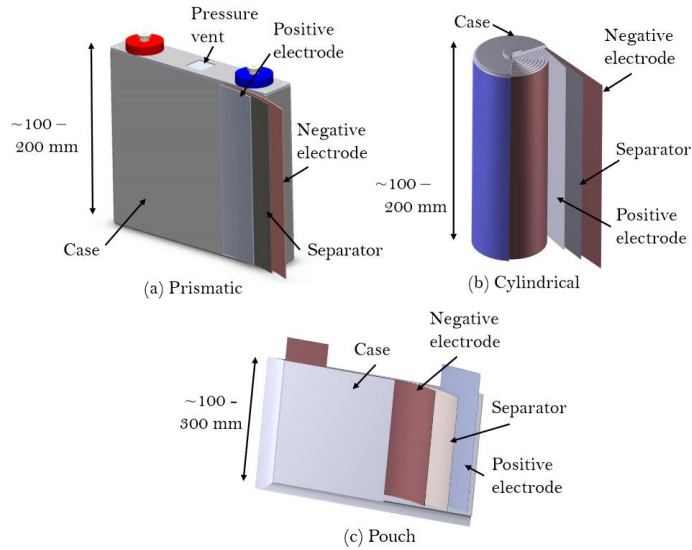 Pressure
vent
Positive
electrode
~100 –
200 mm
Negative
electrode
Case
Separator
(a) Prismatic
Case
Negative
electrode
~100 –
200 mm
Separator
Positive
electrode
(b) Cylindrical
Negative
electrode
Case
~100 -
300 mm
Separator
Positive
electrode
(c) Pouch